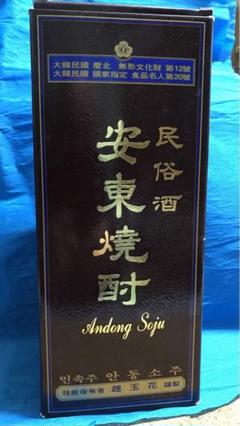 大韓民國 慶北 無形文化財 第12號
大韓民國 國家指定 食品名人第20號
民俗酒
安東燒酎
Andong Soju
민속주 안동소주
技能保有者 趙玉花 謹製